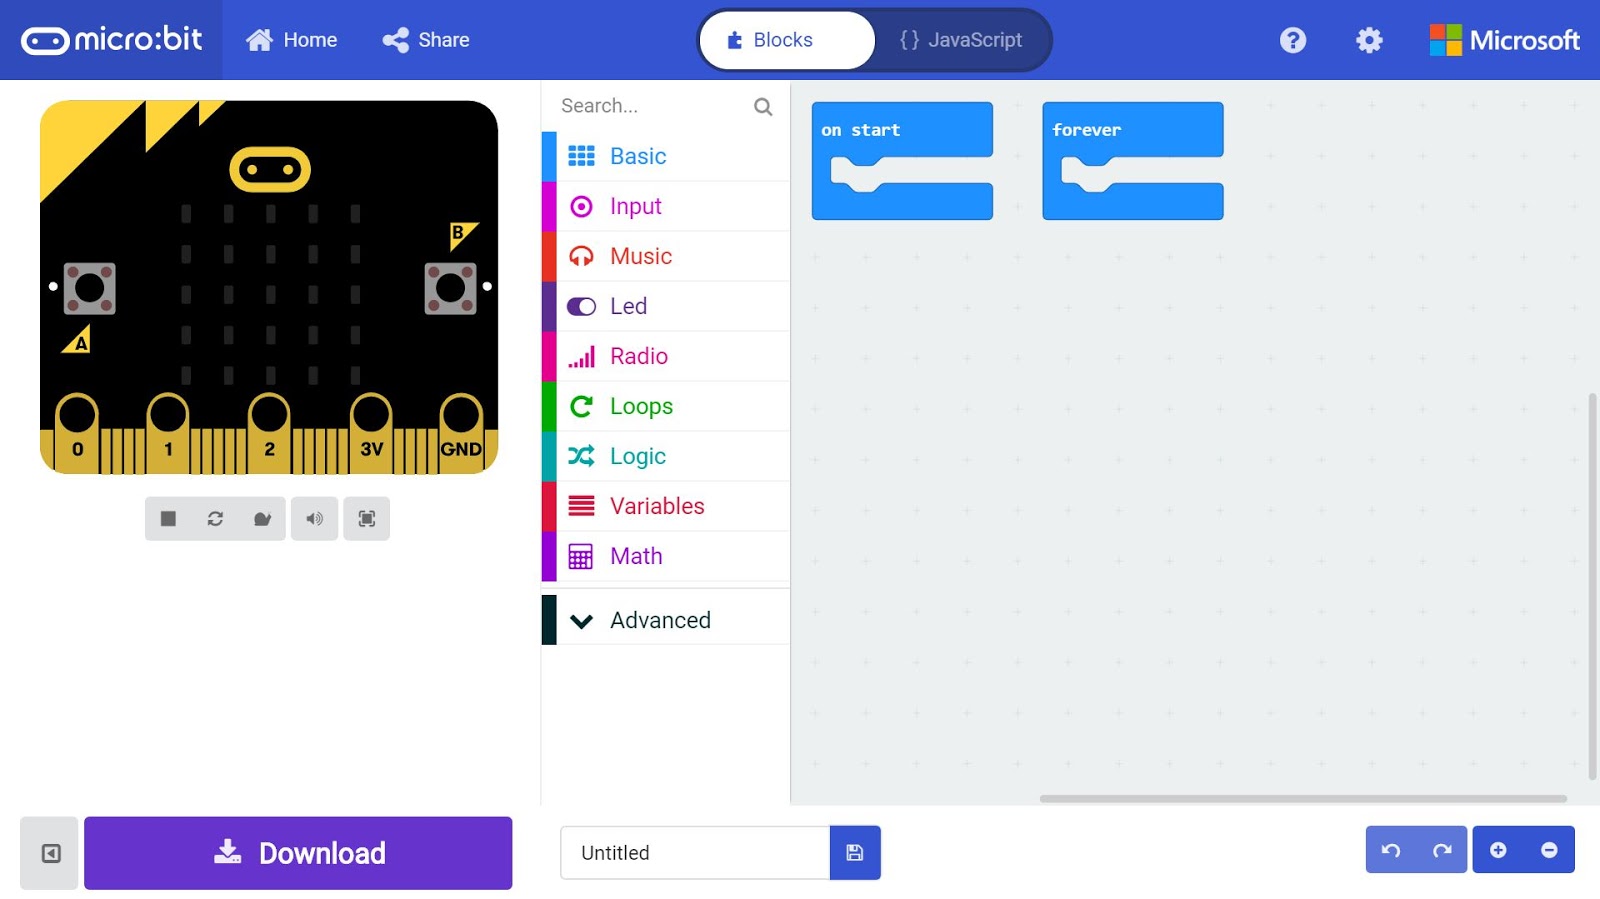 micro:bit
Home
Share
Blocks
{ } JavaScript
?
Microsoft
B
A
0 1 2 3V GND
Search...
Basic
Input
Music
Led
Radio
Loops
Logic
Variables
Math
Advanced
on start
forever
Download
Untitled